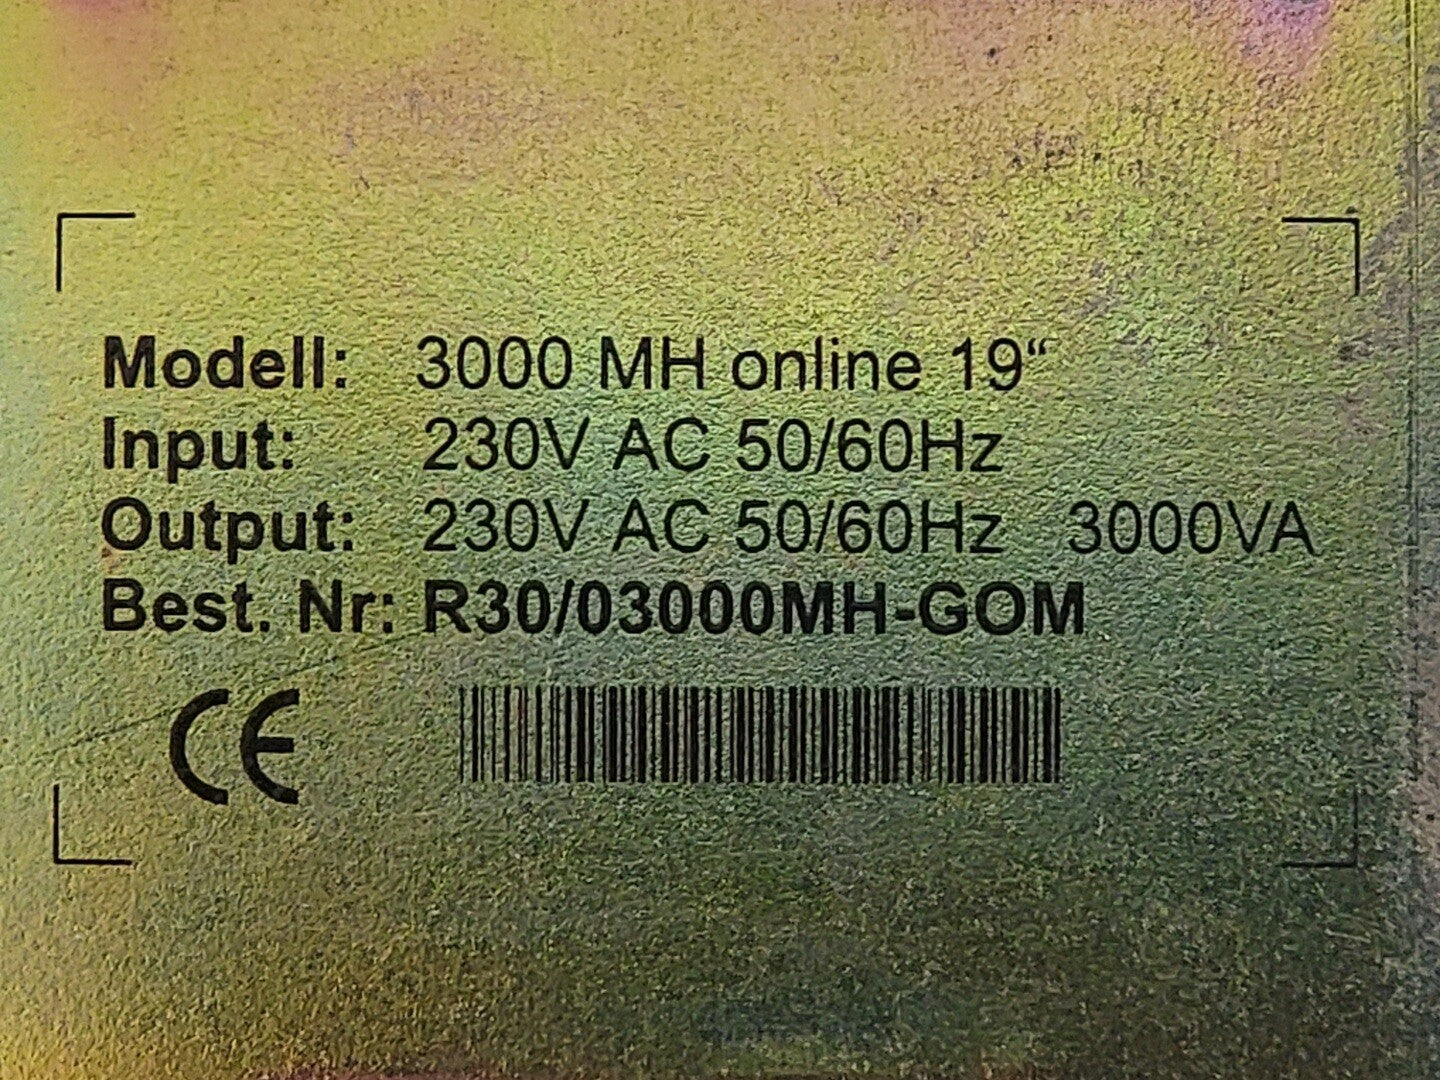 Modell: 3000 MH online 19“
Input: 230V AC 50/60Hz
Output: 230V AC 50/60Hz 3000VA
Best. Nr: R30/03000MH-GOM
CE